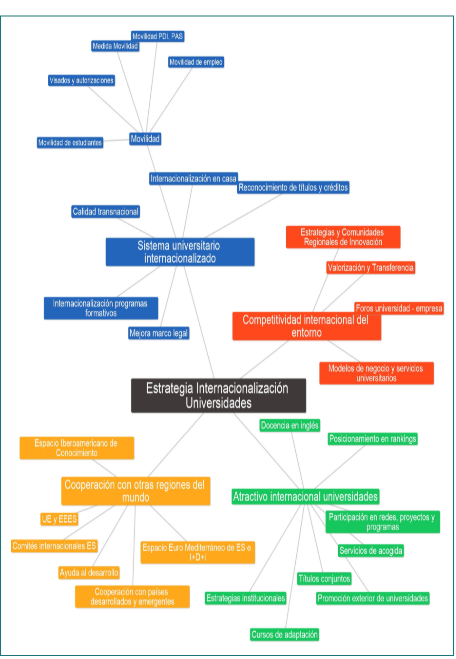 Movilidad PDI, PAS
Medida Movilidad
Movilidad de empleo
Visados y autorizaciones
Movilidad de estudiantes
Movilidad
Internacionalización en casa
Reconocimiento de títulos y créditos
Calidad transnacional
Sistema universitario
internacionalizado
Estrategias y Comunidades
Regionales de Innovación
Valorización y Transferencia
Internacionalización programas
formativos
Foros universidad - empresa
Competitividad internacional del
entorno
Mejora marco legal
Modelos de negocio y servicios
universitarios
Estrategia Internacionalización
Universidades
Docencia en inglés
Posicionamiento en rankings
Espacio Iberoamericano de
Conocimiento
Cooperación con otras regiones del
mundo
Atractivo internacional universidades
UE y EEES
Participación en redes, proyectos y
programas
Comités internacionales ES
Espacio Euro Mediterráneo de ES e
I+D+i
Servicios de acogida
Ayuda al desarrollo
Títulos conjuntos
Cooperación con países
desarrollados y emergentes
Estrategias institucionales
Promoción exterior de universidades
Cursos de adaptación